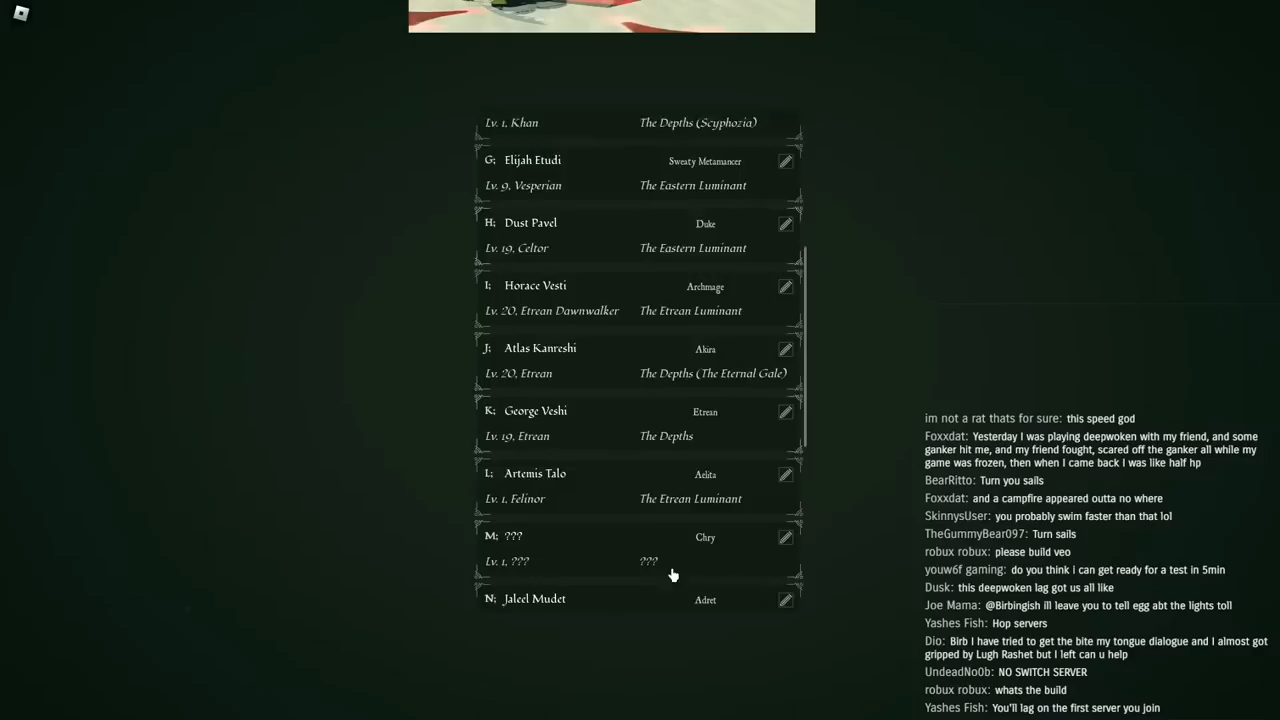 Lv. 1, Khan The Depths (Scyphozia)
G; Elijah Etudi Sweaty Metamancer
Lv. 9, Vesperian The Eastern Luminant
H; Dust Pavel Duke
Lv. 19, Celtor The Eastern Luminant
I; Horace Vesti Archmage
Lv. 20, Etrean Dawnwalker The Etrean Luminant
J; Atlas Kanreshi Akira
Lv. 20, Etrean The Depths (The Eternal Gale)
K; George Veshi Etrean
Lv. 19, Etrean The Depths
L; Artemis Talo Aelita
Lv. 1, Felinor The Etrean Luminant
M; ??? Chry
Lv. 1, ??? ???
N; Jaleel Mudet Adret
im not a rat thats for sure: this speed god
Foxxdat: Yesterday I was playing deepwoken with my friend, and some
ganker hit me, and my friend fought, scared off the ganker all while my
game was frozen, then when I came back I was like half hp
BearRitto: Turn you sails
Foxxdat: and a campfire appeared outta no where
SkinnysUser: you probably swim faster than that lol
TheGummyBear097: Turn sails
robux robux: please build veo
youw6f gaming: do you think i can get ready for a test in 5min
Dusk: this deepwoken lag got us all like
Joe Mama: @Birbingish ill leave you to tell egg abt the lights toll
Yashes Fish: Hop servers
Dio: Birb I have tried to get the bite my tongue dialogue and I almost got
gripped by Lugh Rashet but I left can u help
UndeadNo0b: NO SWITCH SERVER
robux robux: whats the build
Yashes Fish: You'll lag on the first server you join